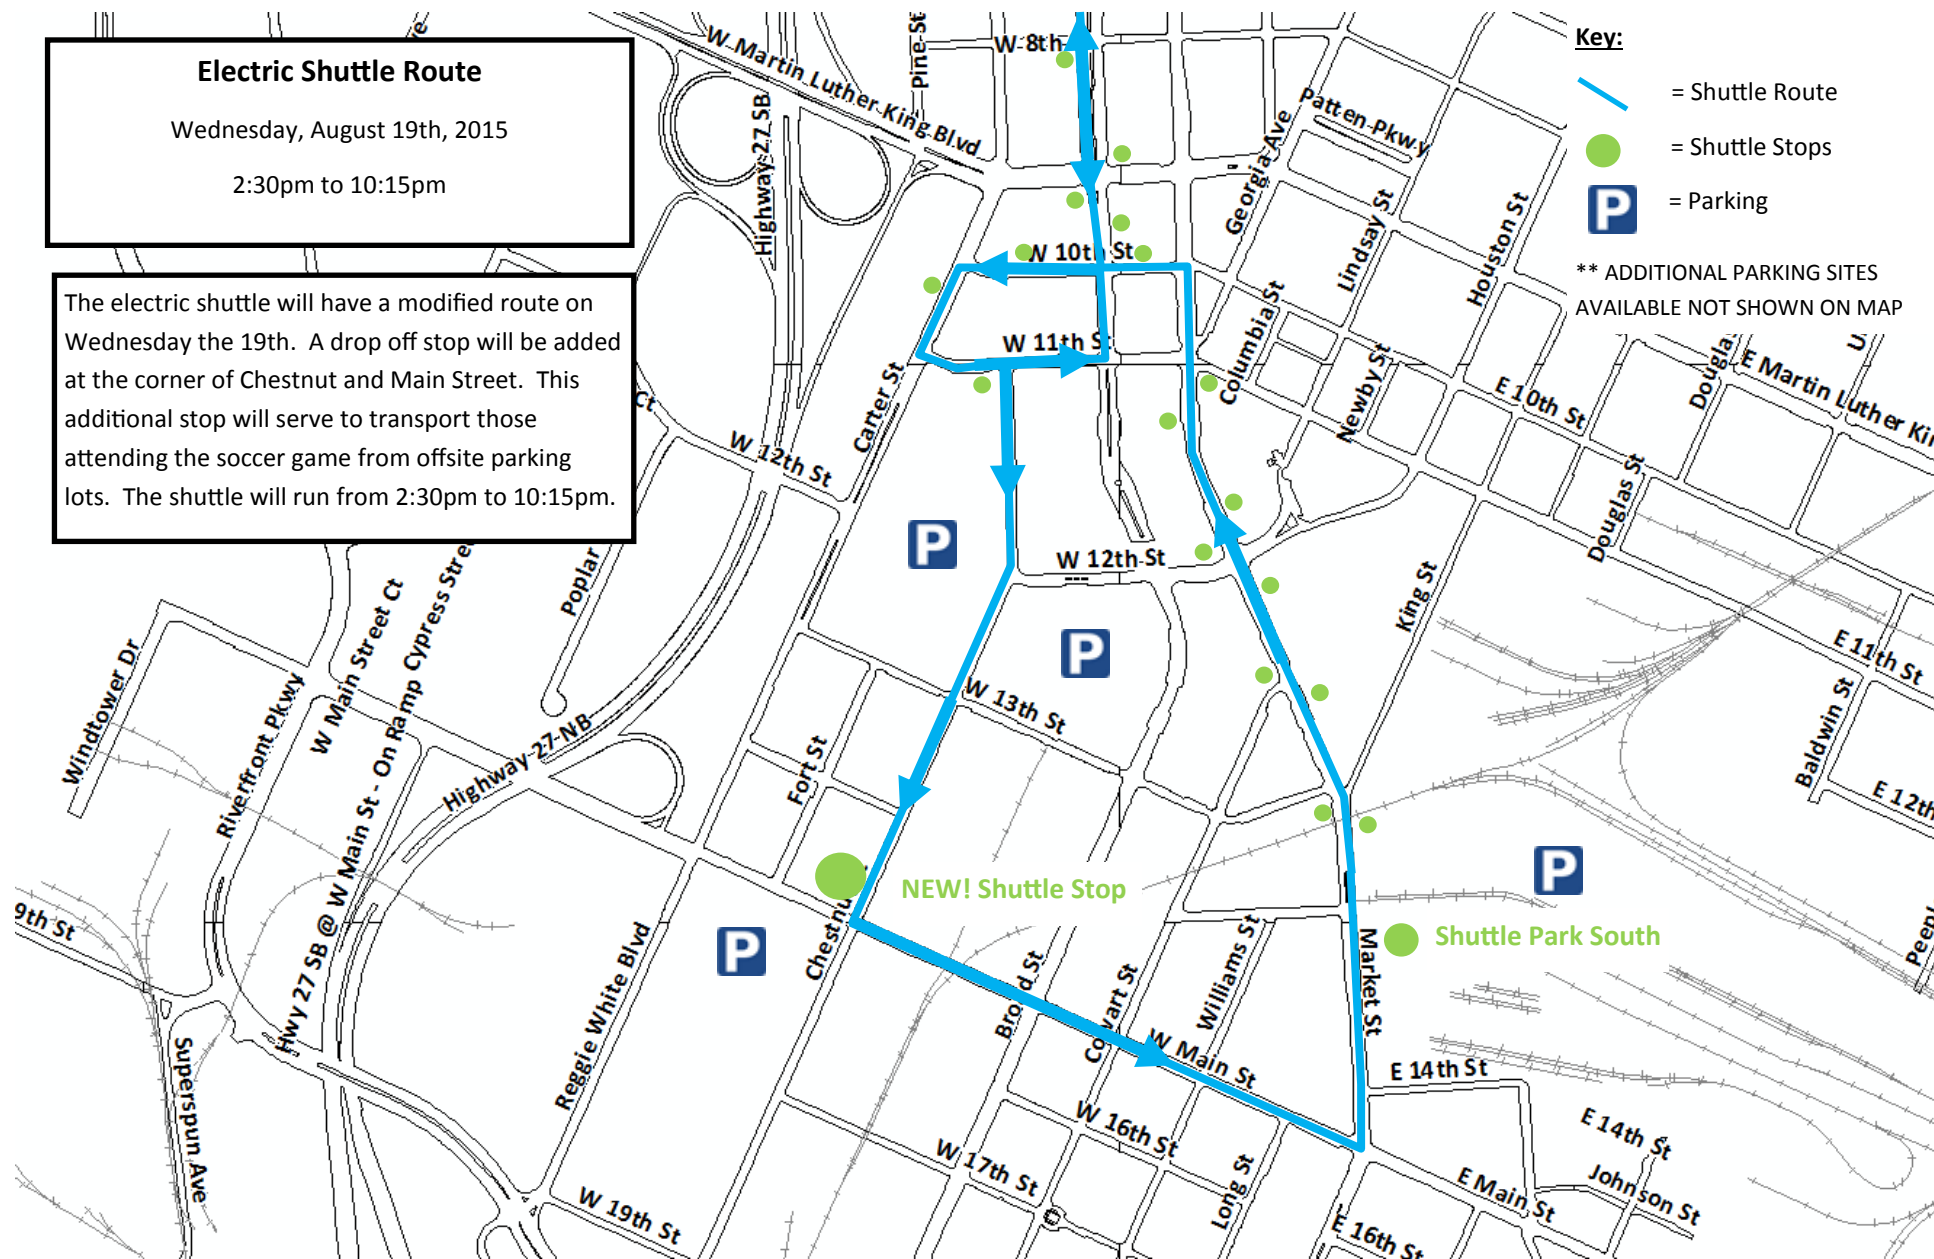 Electric Shuttle Route
Wednesday, August 19th, 2015
2:30pm to 10:15pm
The electric shuttle will have a modified route on
Wednesday the 19th. A drop off stop will be added
at the corner of Chestnut and Main Street. This
additional stop will serve to transport those
attending the soccer game from offsite parking
lots. The shuttle will run from 2:30pm to 10:15pm.
Key:
= Shuttle Route
= Shuttle Stops
P
= Parking
** ADDITIONAL PARKING SITES
AVAILABLE NOT SHOWN ON MAP
W Martin Luther King Blvd
Pine St
W 8th
Highway 27 SB
Patten Pkwy
Georgia Ave
Lindsay St
Houston St
W 10th St
W 11th St
Columbia St
Newby St
Carter St
Ct
W 12th St
E 10th St
E Martin Luther Kin
Douglas St
P
W 12th St
King St
Poplar
W Main Street Ct
Cypress Stree
P
E 11th St
Baldwin St
E 12th
Windtower Dr
Riverfront Pkwy
Hwy 27 SB @ W Main St - On Ramp
Highway 27 NB
W 13th St
Fort St
P
NEW! Shuttle Stop
Shuttle Park South
9th St
P
Chestnu
Reggie White Blvd
Broad St
Cowart St
Williams St
Market St
W Main St
E 14th St
Superspun Ave
W 16th St
W 17th St
W 19th St
Long St
E Main St
E 14th St
Johnson St
E 16th St